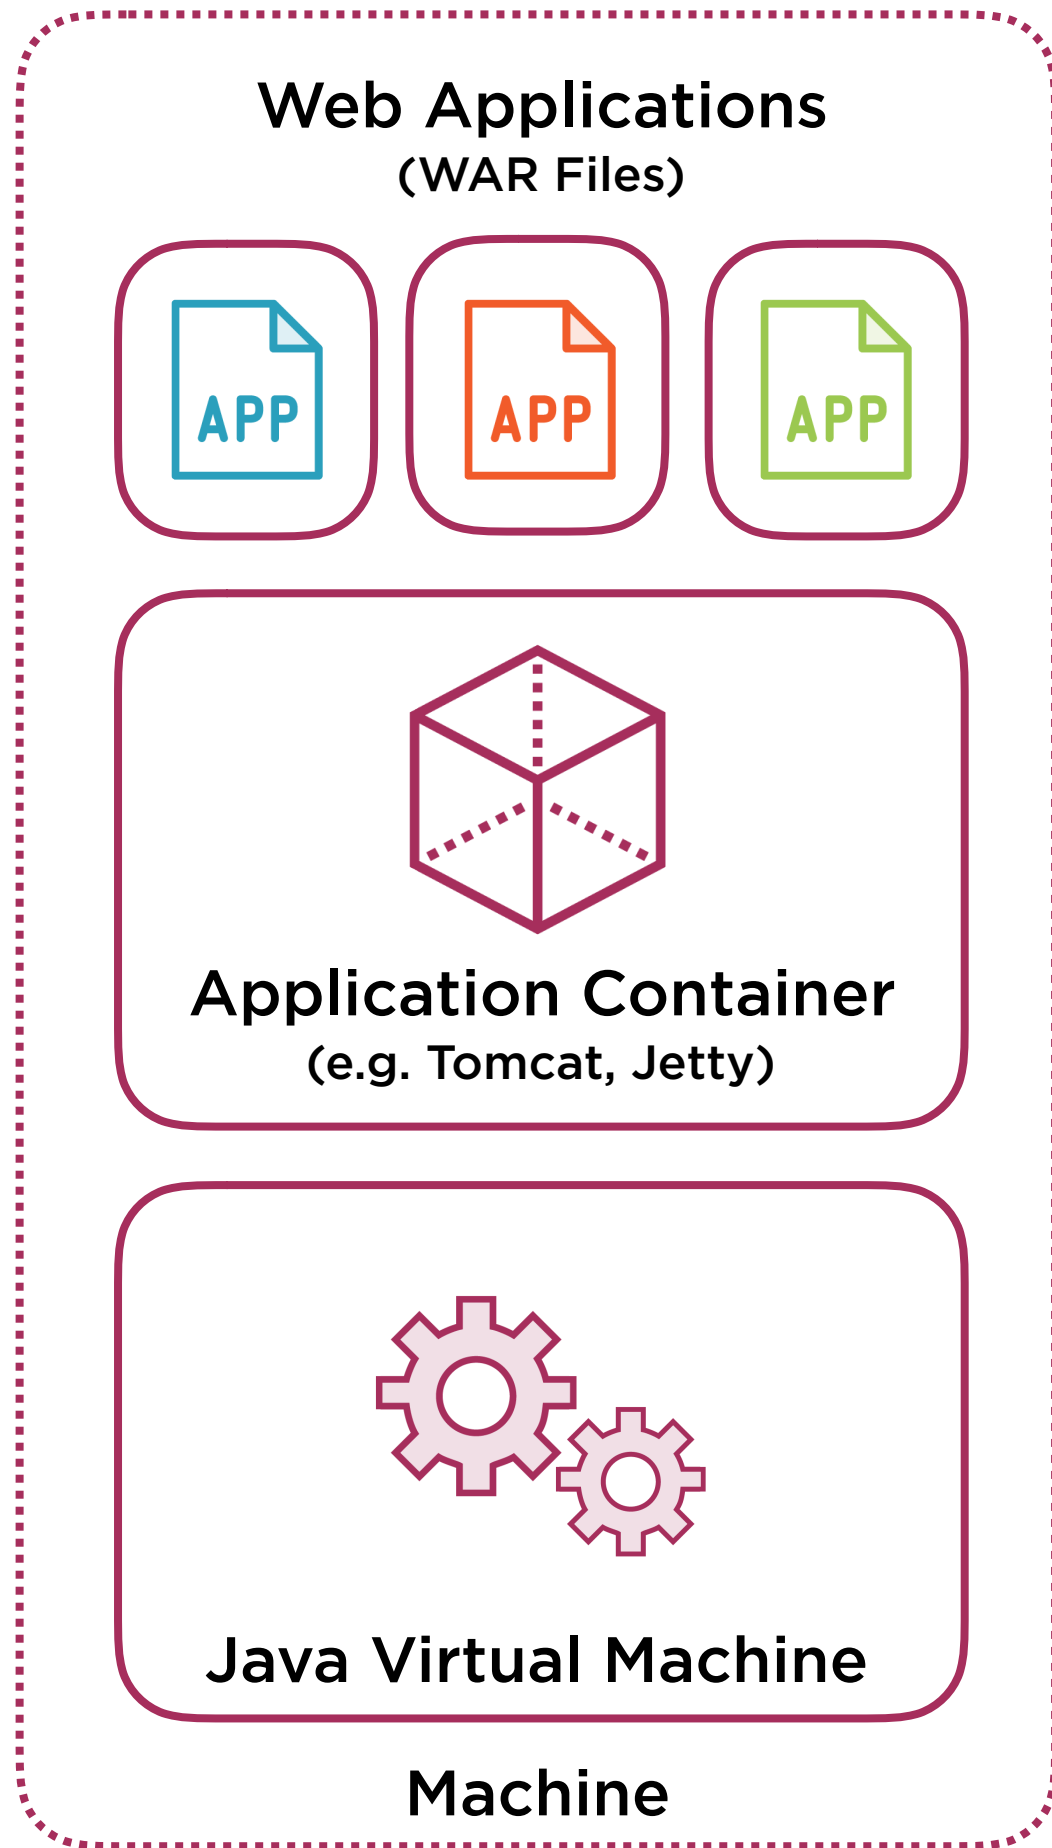 Web Applications
(WAR Files)
APP APP APP
Application Container
(e.g. Tomcat, Jetty)
Java Virtual Machine
Machine